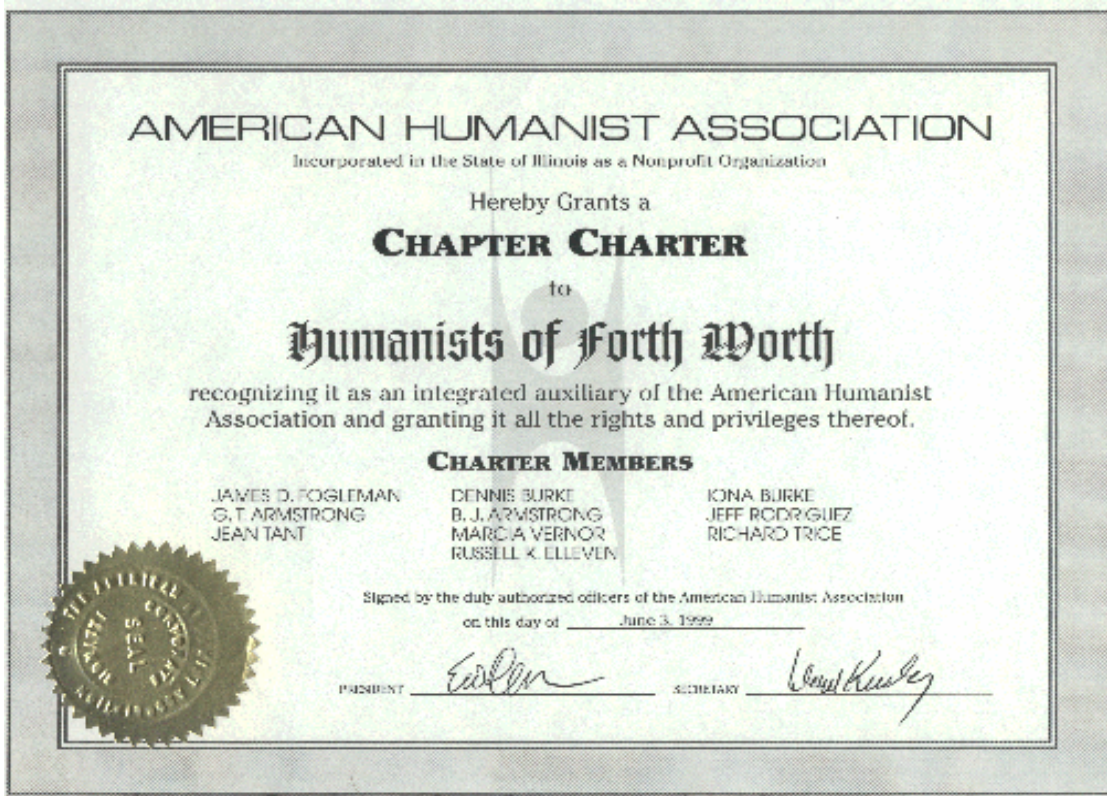 AMERICAN HUMANIST ASSOCIATION
Incorporated in the State of Illinois as a Nonprofit Organization
Hereby Grants a
CHAPTER CHARTER
to
Humanists of Forth Worth
recognizing it as an integrated auxiliary of the American Humanist
Association and granting it all the rights and privileges thereof.
CHARTER MEMBERS
JAMES D. FOGLEMAN DENNIS BURKE IONA BURKE
G. T. ARMSTRONG B. J. ARMSTRONG JEFF RODRIGUEZ
JEAN TANT MARCIA VERNOR RICHARD TRICE
RUSSELL K. ELLEVEN
Signed by the duly authorized officers of the American Humanist Association
on this day of June 3, 1999
PRESIDENT SECRETARY
CORPORATE
SEAL